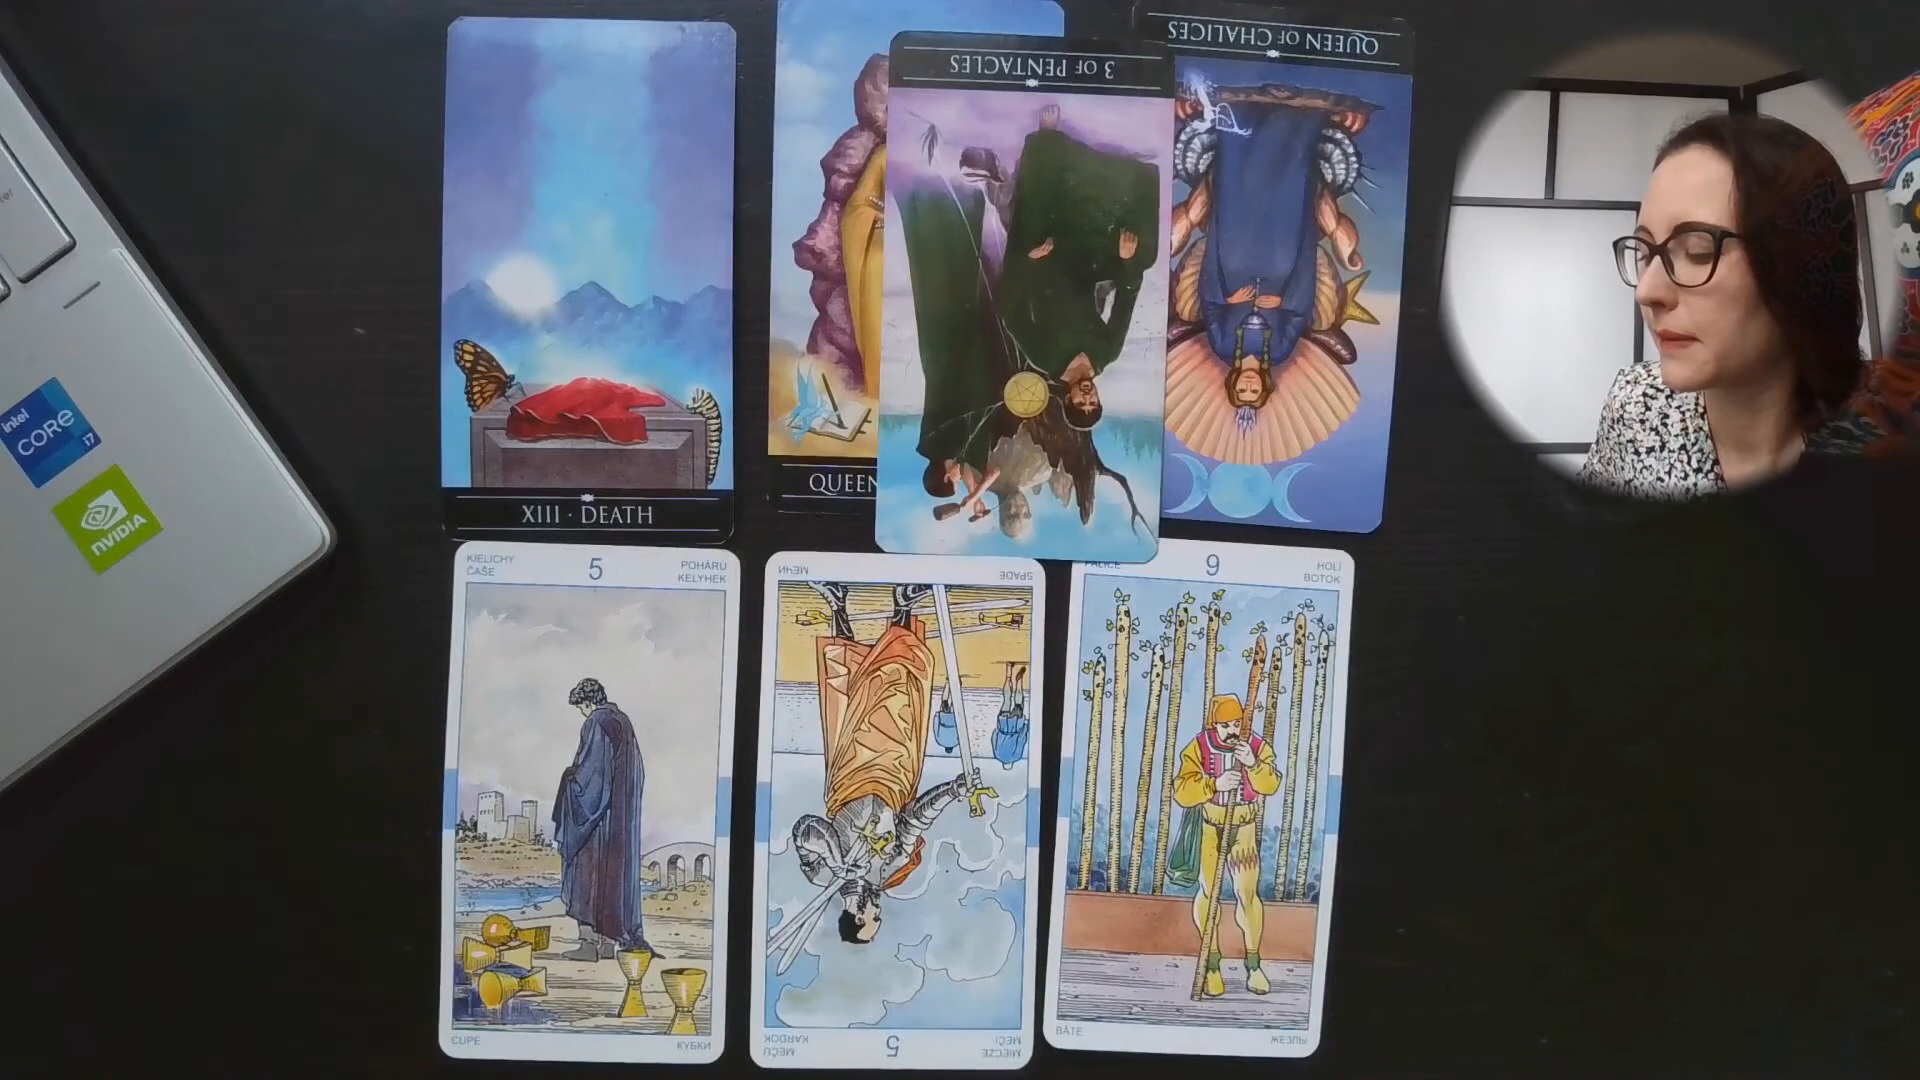 QUEEN OF CHALICES
3 OF PENTACLES
QUEEN
XIII · DEATH
intel
CORE
i7
NVIDIA
KIELICHY
ČAŠE
5
POHÁRU
KELYHEK
CUPE
КУБКИ
МЕЧИ
SPADE
5
MEČU
KARDOK
MIECZE
MEČI
PALICE
9
HOLÍ
BOTOK
BÂTE
ЖЕЗЛЫ